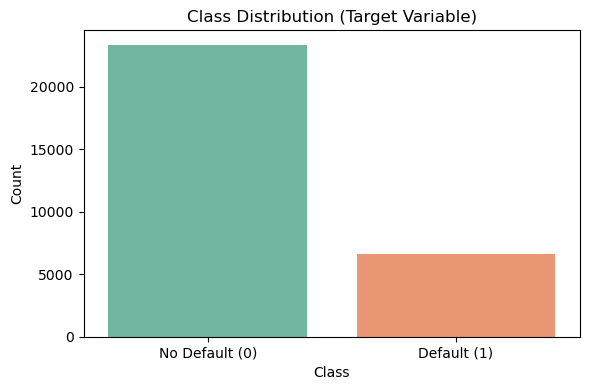 Class Distribution (Target Variable)
20000
15000
10000
5000
0
Count
No Default (0)
Default (1)
Class